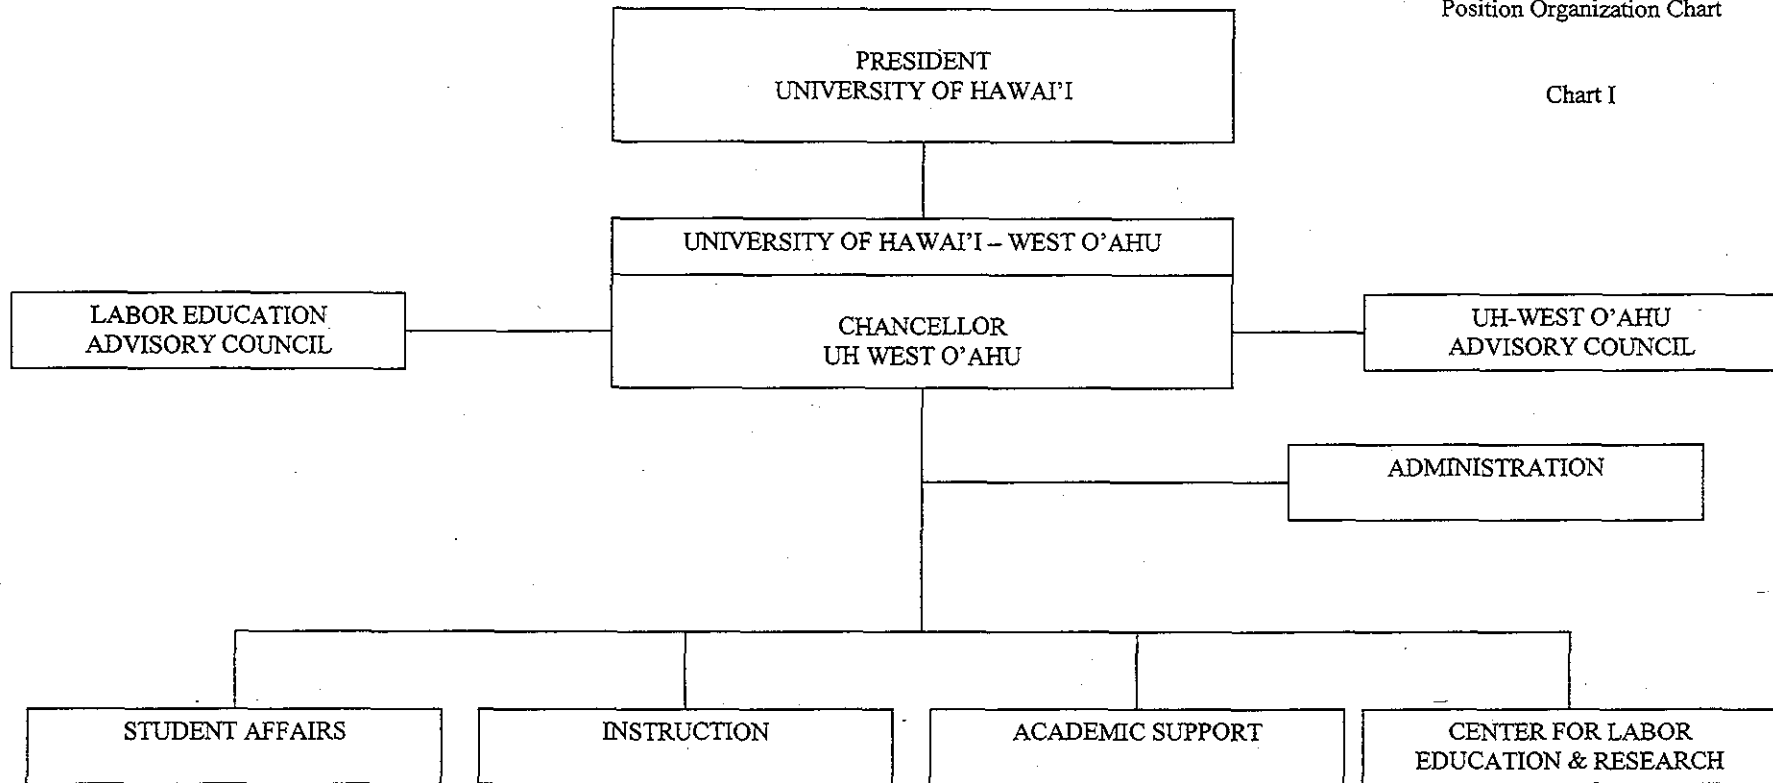 Position Organization Chart
Chart I
PRESIDENT
UNIVERSITY OF HAWAI'I
UNIVERSITY OF HAWAI'I – WEST O'AHU
LABOR EDUCATION
ADVISORY COUNCIL
CHANCELLOR
UH WEST O'AHU
UH-WEST O'AHU
ADVISORY COUNCIL
ADMINISTRATION
STUDENT AFFAIRS
INSTRUCTION
ACADEMIC SUPPORT
CENTER FOR LABOR
EDUCATION & RESEARCH